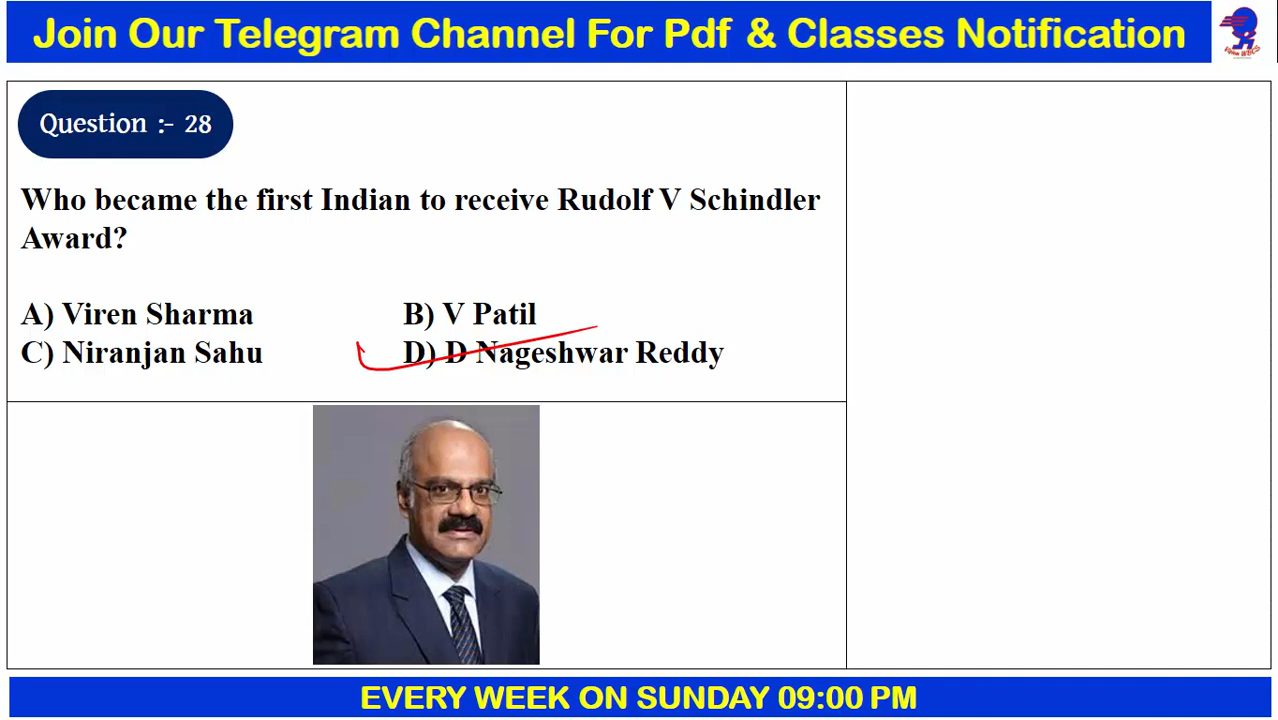 Join Our Telegram Channel For Pdf & Classes Notification
Question :- 28
Who became the first Indian to receive Rudolf V Schindler
Award?
A) Viren Sharma B) V Patil
C) Niranjan Sahu D) D Nageshwar Reddy
EVERY WEEK ON SUNDAY 09:00 PM